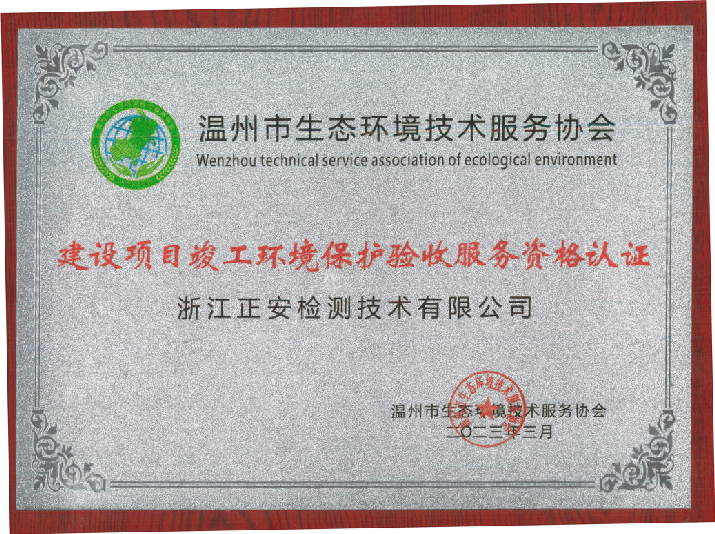 温州市生态环境技术服务协会
Wenzhou technical service association of ecological environment
建设项目竣工环境保护验收服务资格认证
浙江正安检测技术有限公司
温州市生态环境技术服务协会
二〇二三年三月